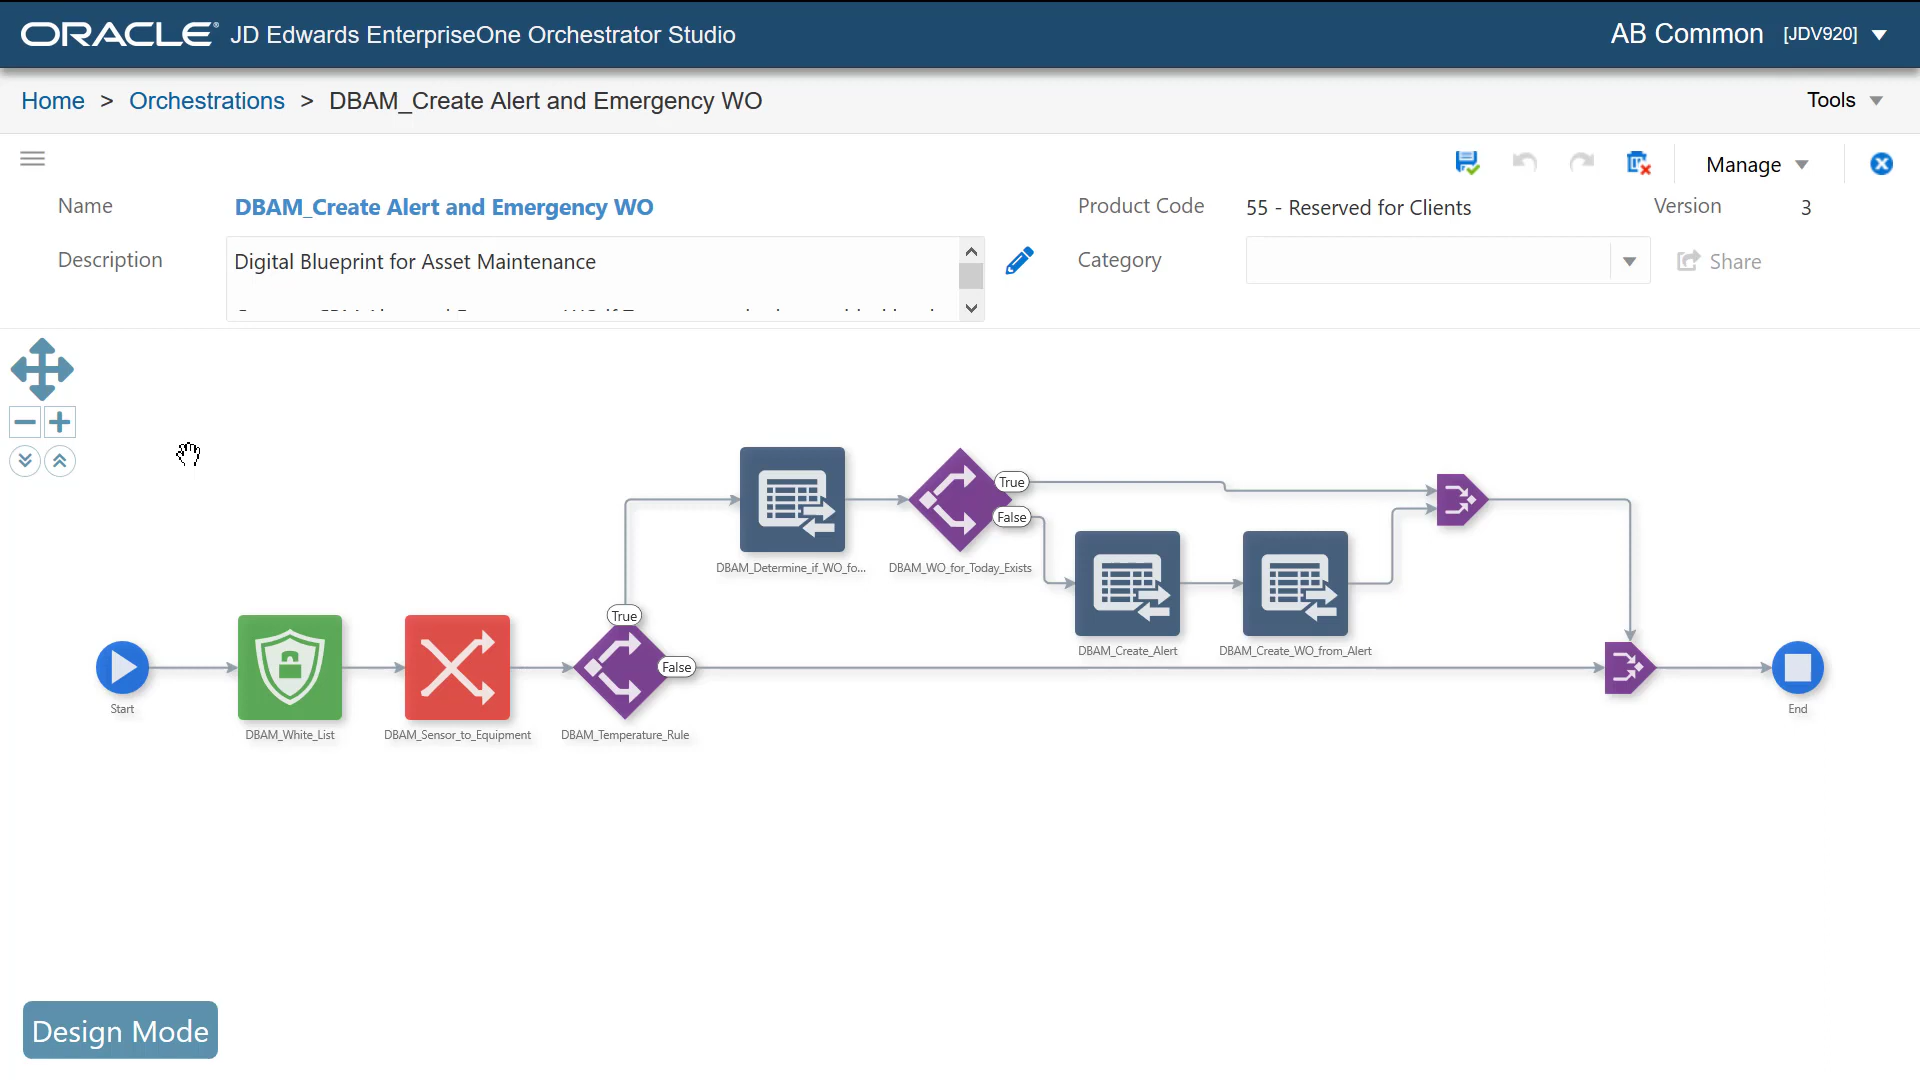 ORACLE® JD Edwards EnterpriseOne Orchestrator Studio
AB Common [JDV920]
Home > Orchestrations > DBAM_Create Alert and Emergency WO
Tools
Manage
Name DBAM_Create Alert and Emergency WO
Product Code 55 - Reserved for Clients
Version 3
Description Digital Blueprint for Asset Maintenance
Category
Share
True
False
DBAM_Determine_if_WO_fo...
DBAM_WO_for_Today_Exists
True
False
DBAM_Create_Alert
DBAM_Create_WO_from_Alert
Start
DBAM_White_List
DBAM_Sensor_to_Equipment
DBAM_Temperature_Rule
End
Design Mode